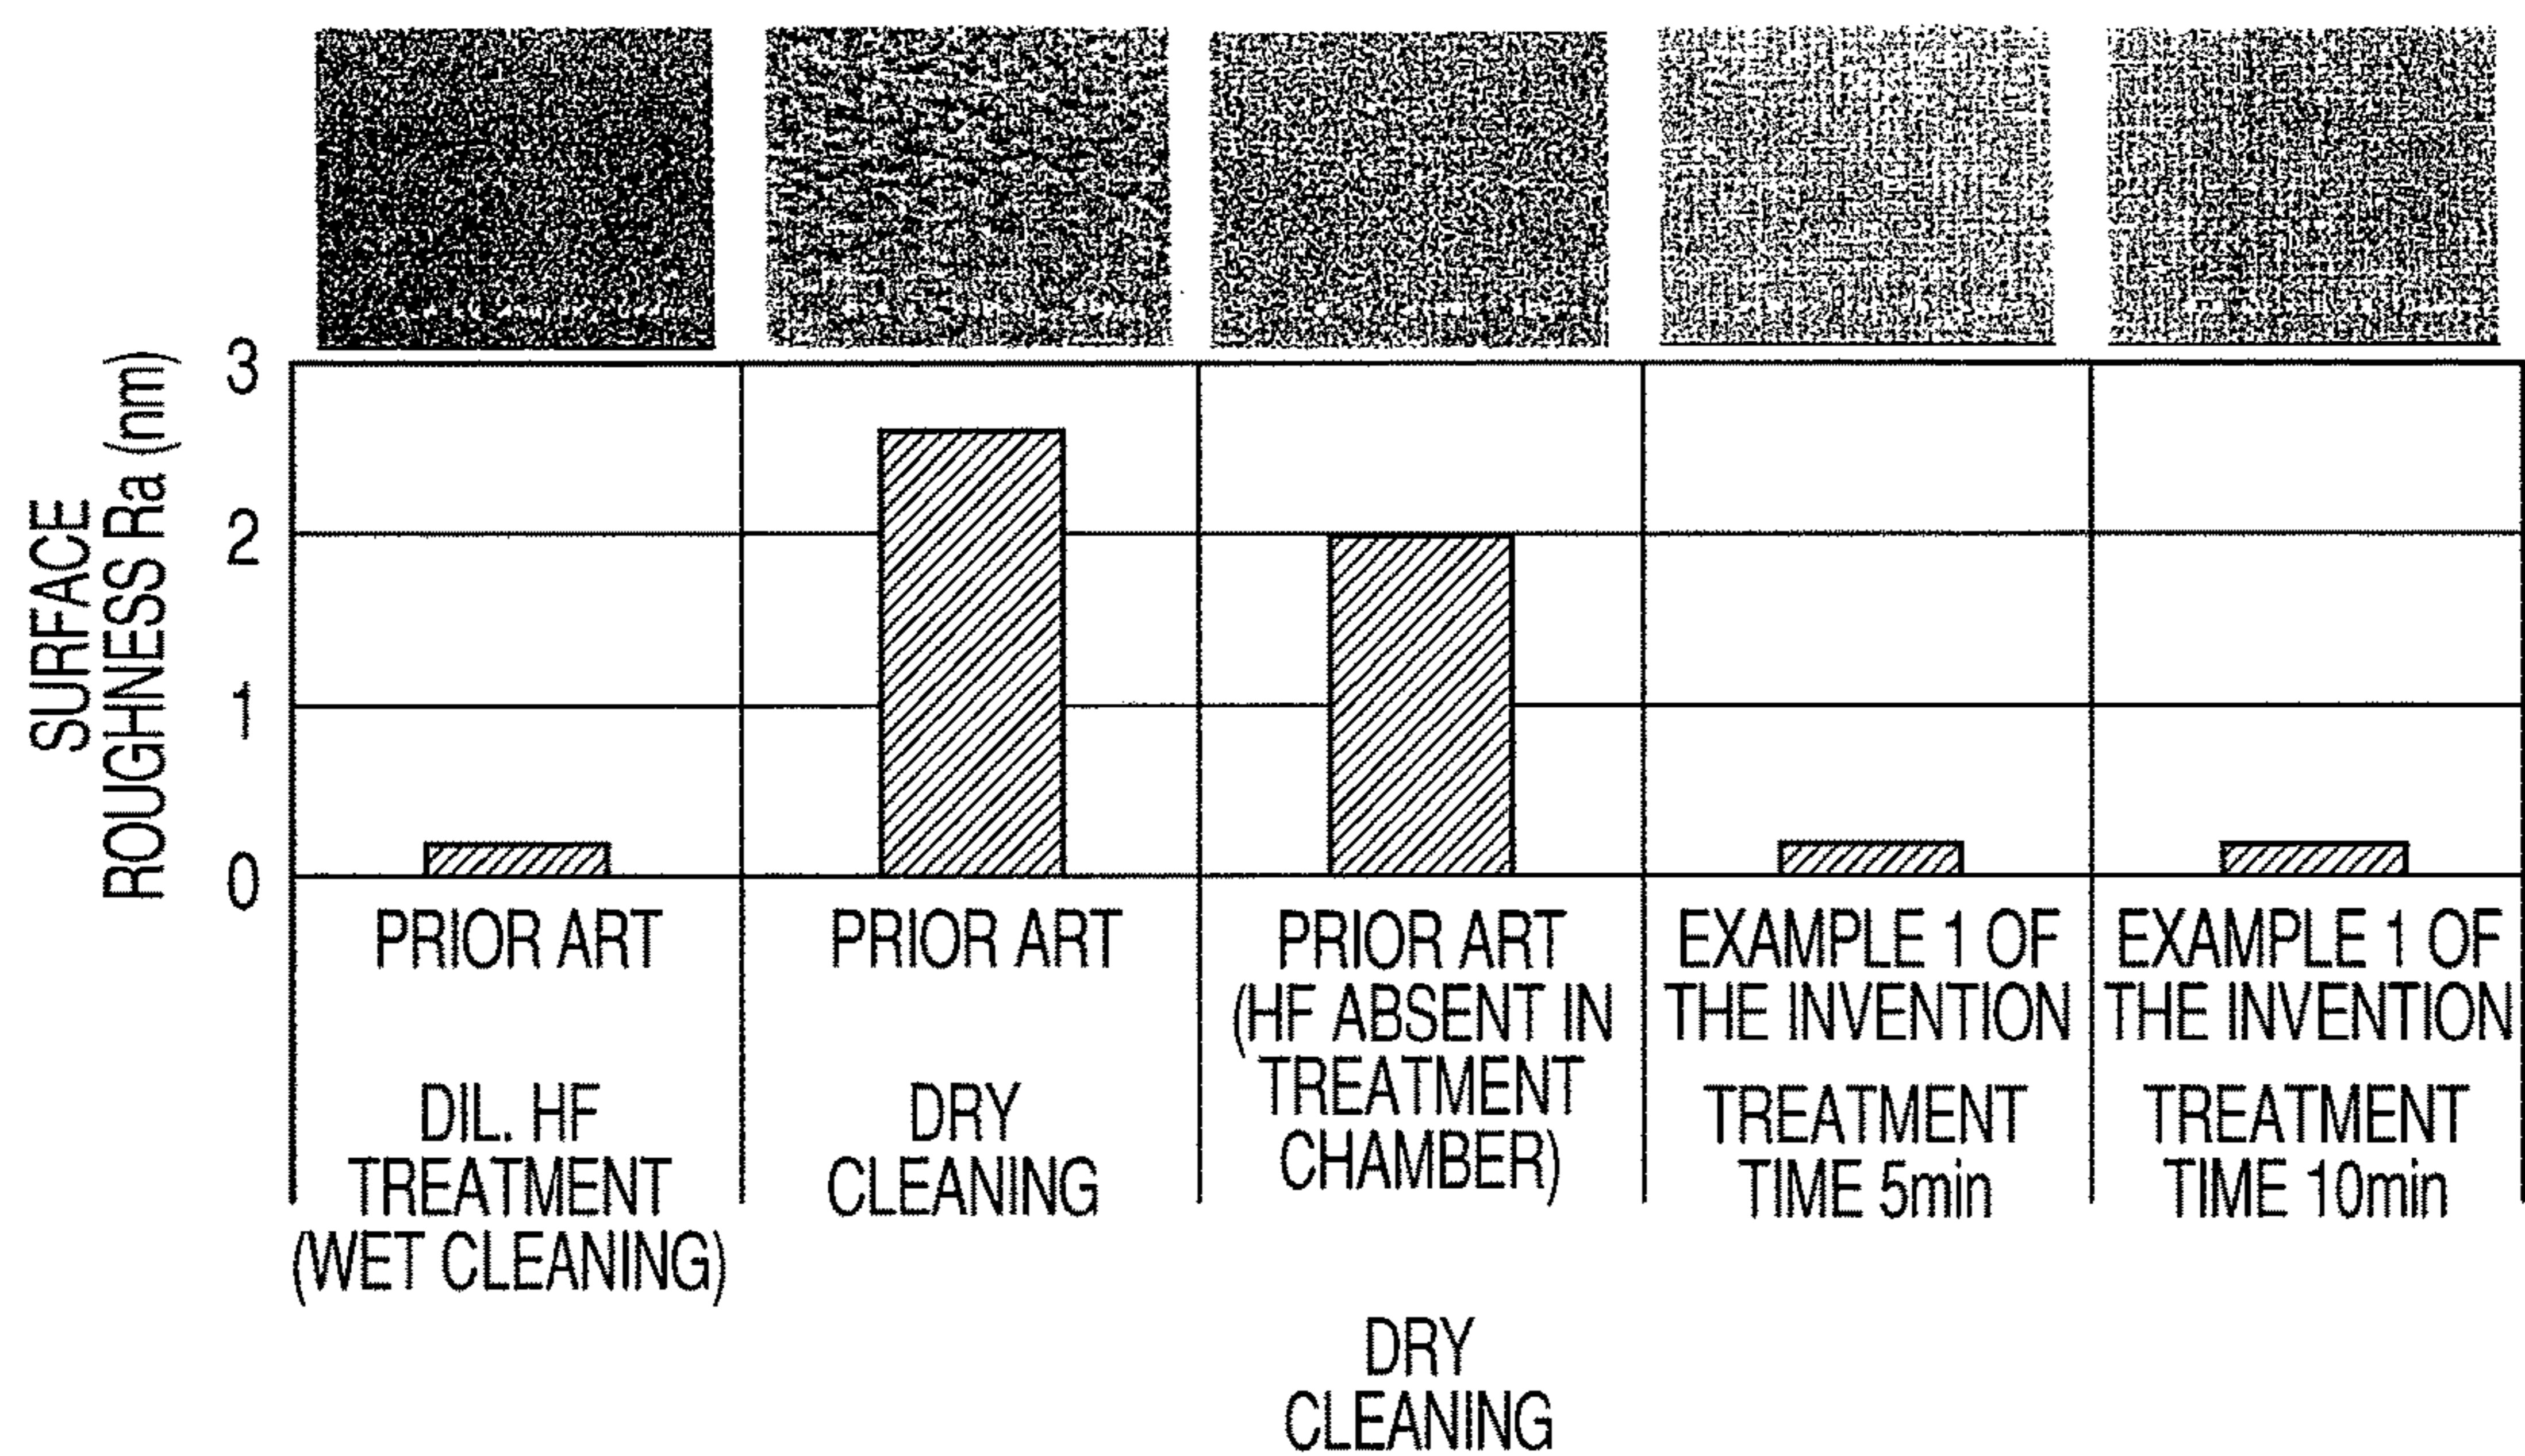 SURFACE
ROUGHNESS Ra (nm)
3
2
1
0
PRIOR ART
DIL. HF
TREATMENT
(WET CLEANING)
PRIOR ART
DRY
CLEANING
PRIOR ART
(HF ABSENT IN
TREATMENT
CHAMBER)
DRY
CLEANING
EXAMPLE 1 OF
THE INVENTION
TREATMENT
TIME 5min
EXAMPLE 1 OF
THE INVENTION
TREATMENT
TIME 10min